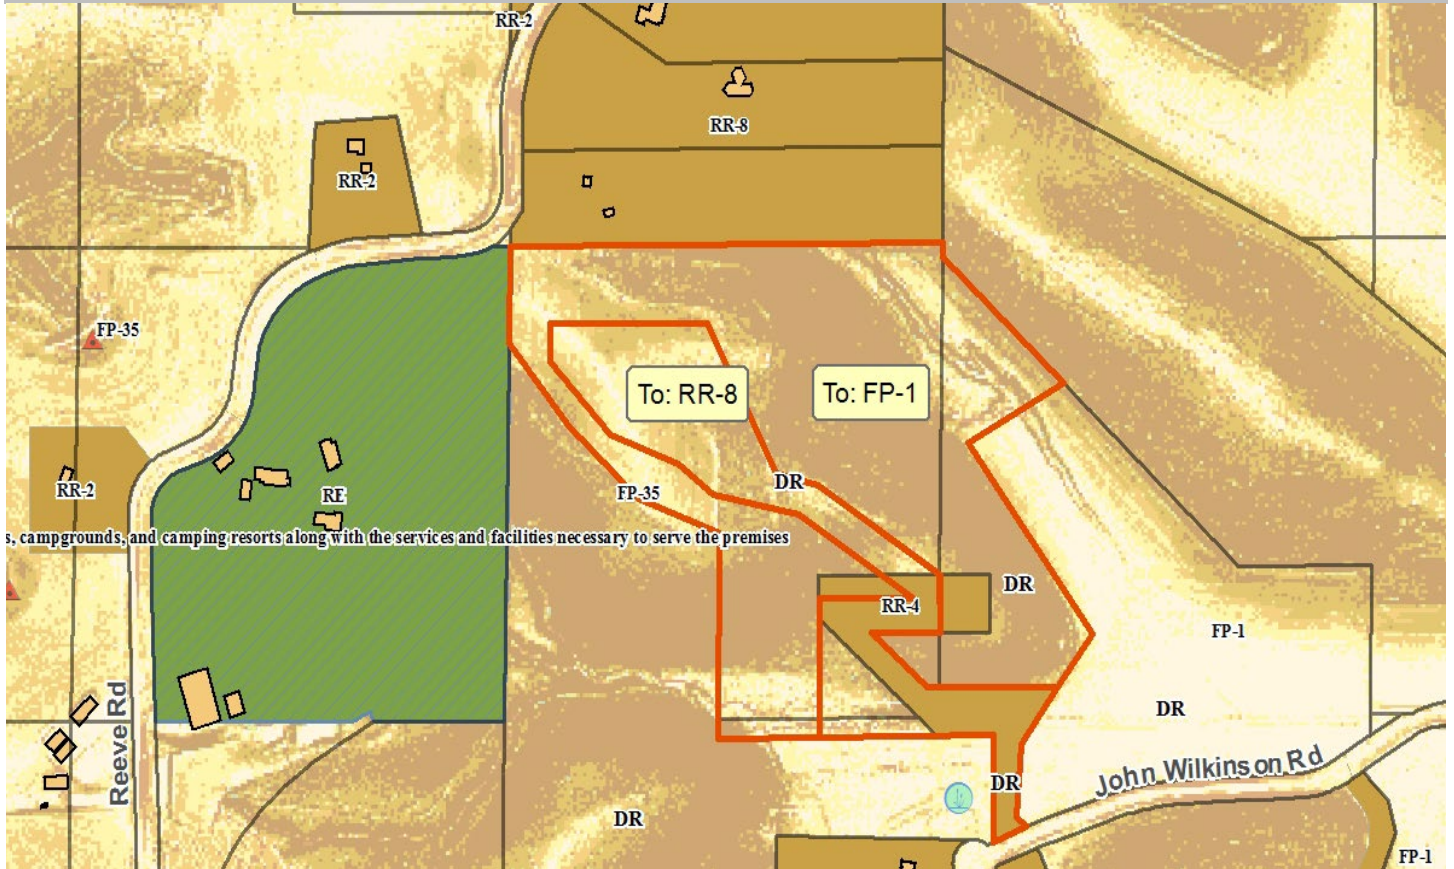 RR-2
RR-8
RR-2
FP-35
To: RR-8
To: FP-1
DR
RR-2
RE
FP-35
s, campgrounds, and camping resorts along with the services and facilities necessary to serve the premises
DR
RR-4
FP-1
DR
Reeve Rd
John Wilkinson Rd
DR
DR
FP-1